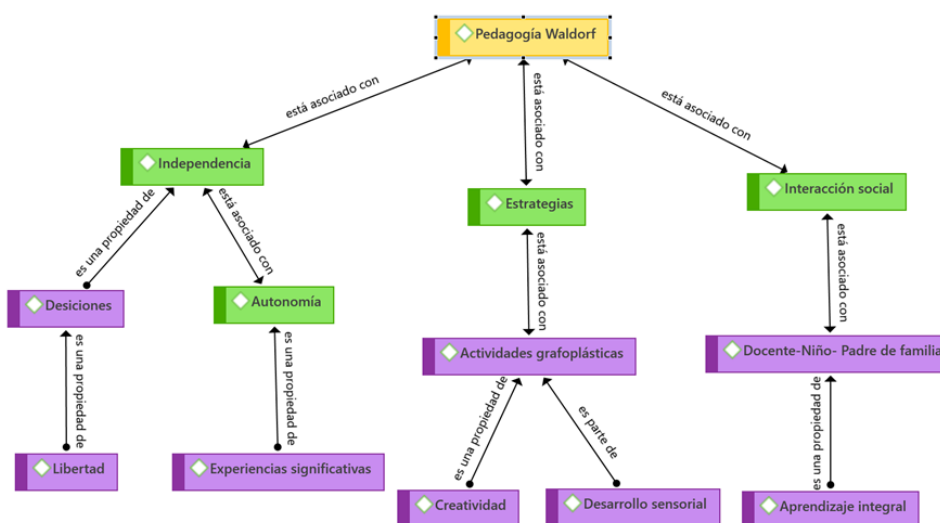 Pedagogía Waldorf
está asociado con
está asociado con
está asociado con
Independencia
Estrategias
Interacción social
es una propiedad de
está asociado con
está asociado con
está asociado con
Desiciones
Autonomía
Actividades grafoplásticas
Docente-Niño- Padre de familia
es una propiedad de
es una propiedad de
es una propiedad de
es parte de
es una propiedad de
Libertad
Experiencias significativas
Creatividad
Desarrollo sensorial
Aprendizaje integral